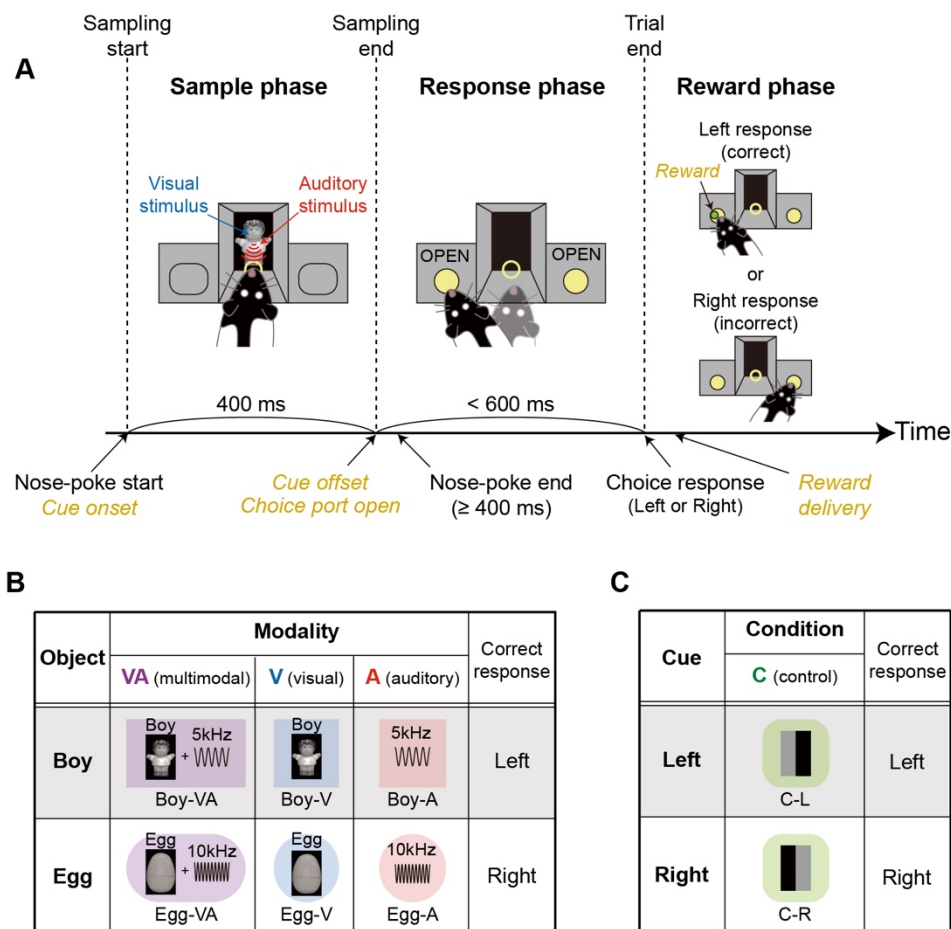 Sampling
start
Sampling
end
Trial
end
A
Sample phase
Response phase
Reward phase
Visual
stimulus
Auditory
stimulus
OPEN
OPEN
Left response
(correct)
Reward
or
Right response
(incorrect)
400 ms
< 600 ms
Time
Nose-poke start
Cue onset
Cue offset
Choice port open
Nose-poke end
(≥ 400 ms)
Choice response
(Left or Right)
Reward
delivery
B
Object
Modality
Correct
response
VA (multimodal)
V (visual)
A (auditory)
Boy
Boy
+
5kHz
Boy-VA
Boy
Boy-V
5kHz
Boy-A
Left
Egg
Egg
+
10kHz
Egg-VA
Egg
Egg-V
10kHz
Egg-A
Right
C
Cue
Condition
Correct
response
C (control)
Left
C-L
Left
Right
C-R
Right